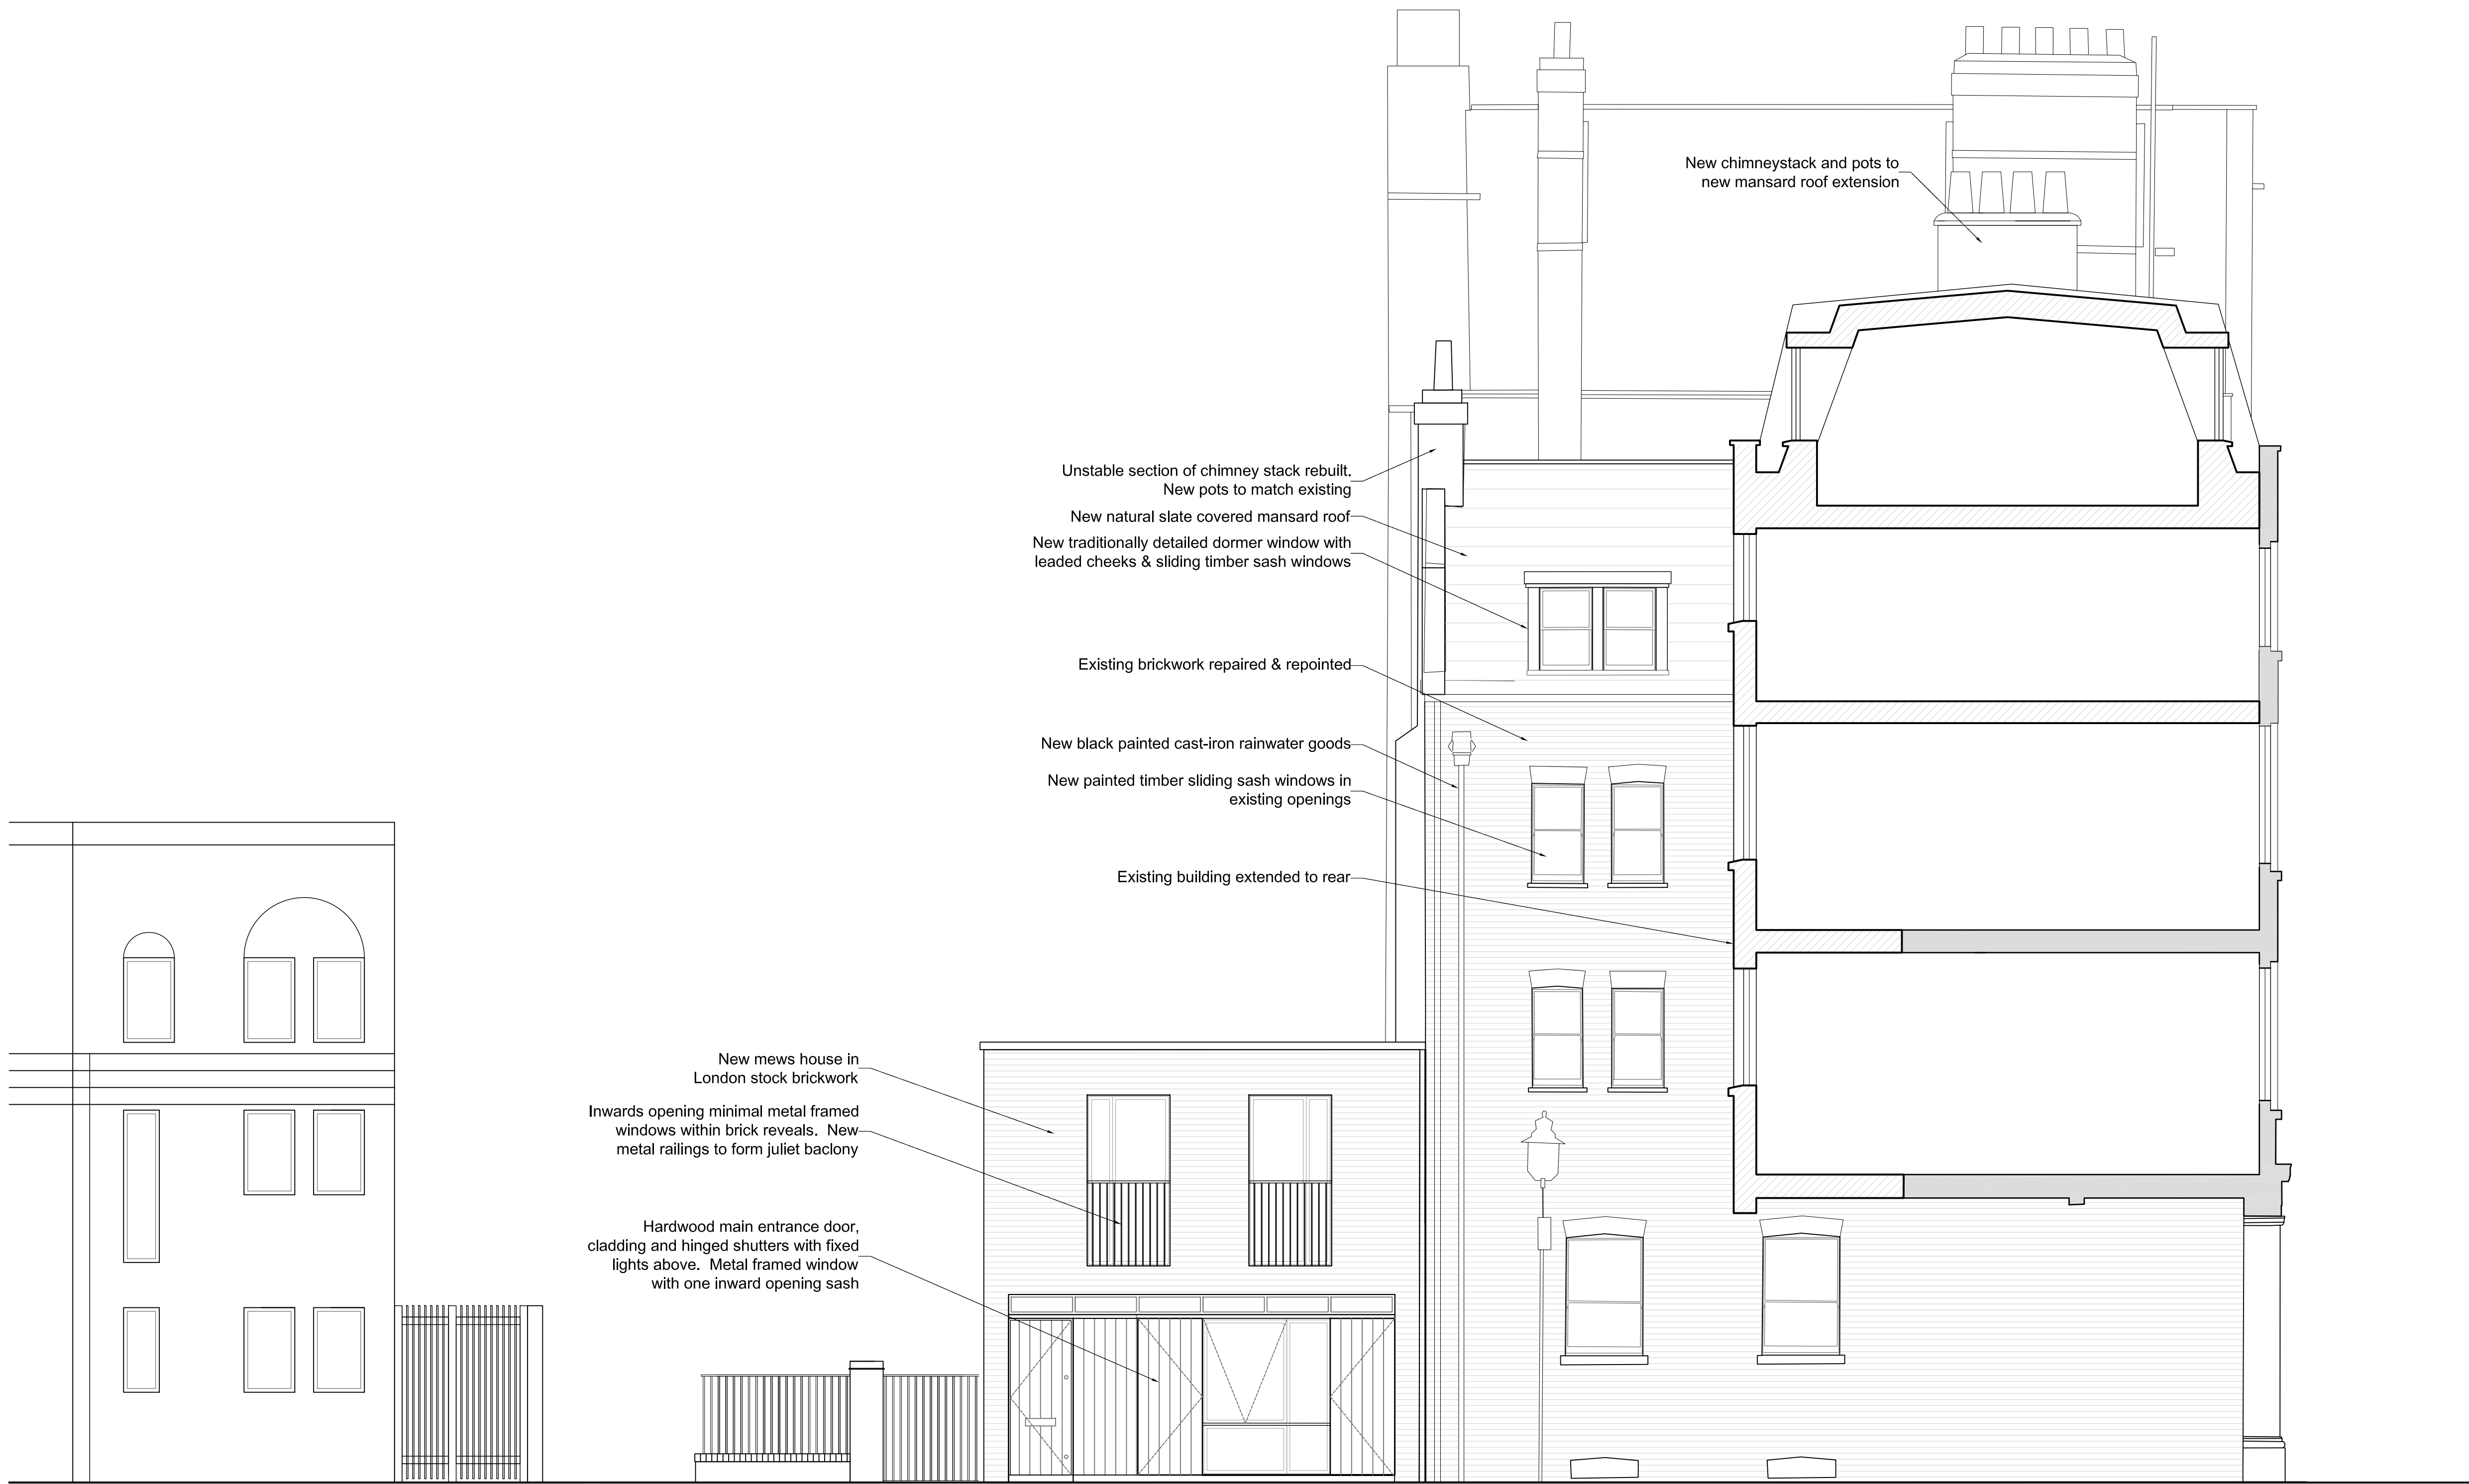 New chimneystack and pots to
new mansard roof extension
Unstable section of chimney stack rebuilt.
New pots to match existing
New natural slate covered mansard roof
New traditionally detailed dormer window with
leaded cheeks & sliding timber sash windows
Existing brickwork repaired & repointed
New black painted cast-iron rainwater goods
New painted timber sliding sash windows in
existing openings
Existing building extended to rear
New mews house in
London stock brickwork
Inwards opening minimal metal framed
windows within brick reveals.  New
metal railings to form juliet baclony
Hardwood main entrance door,
cladding and hinged shutters with fixed
lights above.  Metal framed window
with one inward opening sash